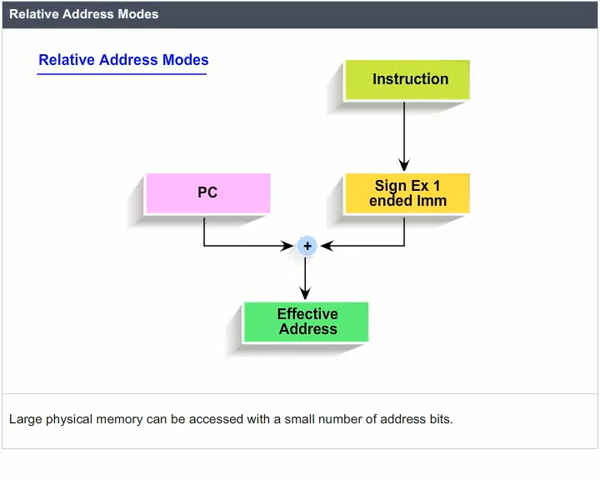 Relative Address Modes
Relative Address Modes
Instruction
PC
Sign Ex 1
ended Imm
+
Effective
Address
Large physical memory can be accessed with a small number of address bits.